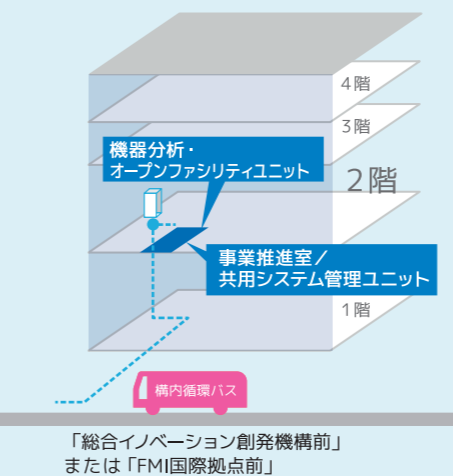 4階
3階
機器分析・
オープンファシリティユニット
2階
事業推進室／
共用システム管理ユニット
1階
構内循環バス
「総合イノベーション創発機構前」
または「FMI国際拠点前」